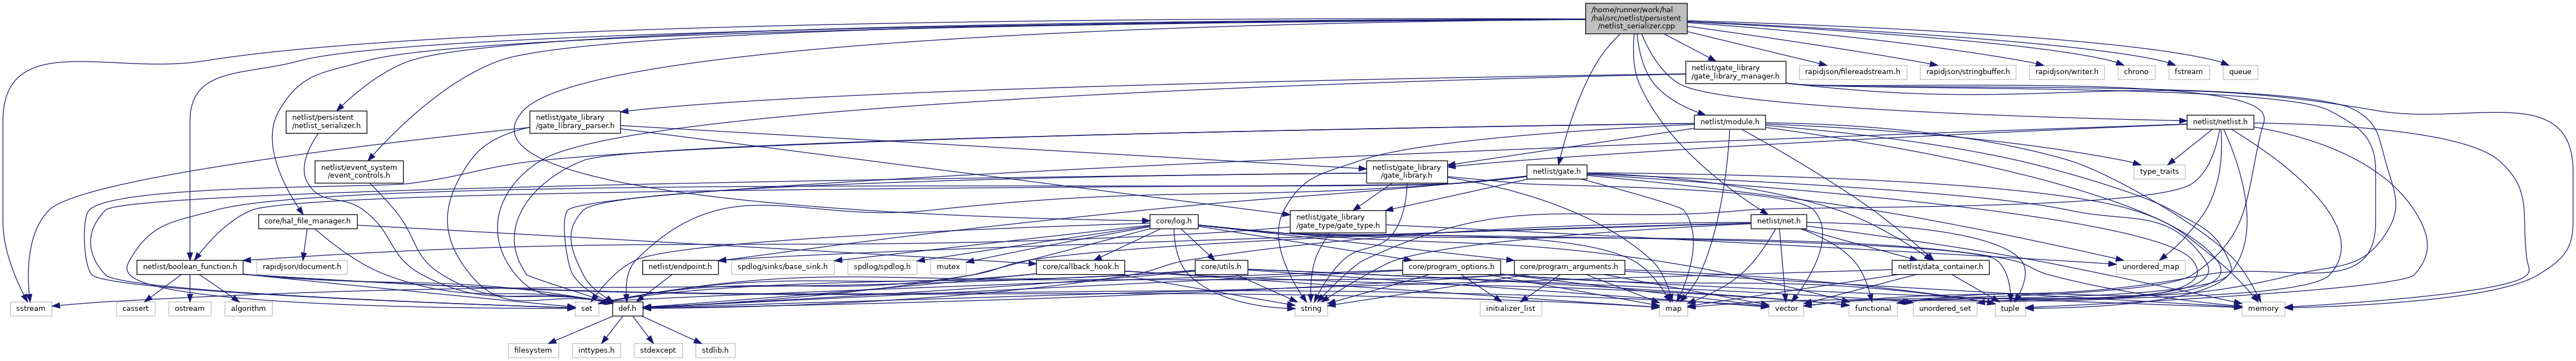 /home/runner/work/hal
/hal/src/netlist/persistent
/netlist_serializer.cpp
netlist/gate_library
/gate_library_manager.h
rapidjson/filereadstream.h
rapidjson/stringbuffer.h
rapidjson/writer.h
chrono
fstream
queue
netlist/persistent
/netlist_serializer.h
netlist/gate_library
/gate_library_parser.h
netlist/module.h
netlist/netlist.h
netlist/event_system
/event_controls.h
netlist/gate_library
/gate_library.h
netlist/gate.h
type_traits
core/hal_file_manager.h
core/log.h
netlist/gate_library
/gate_type/gate_type.h
netlist/net.h
netlist/boolean_function.h
rapidjson/document.h
netlist/endpoint.h
spdlog/sinks/base_sink.h
spdlog/spdlog.h
mutex
core/callback_hook.h
core/utils.h
core/program_options.h
core/program_arguments.h
netlist/data_container.h
unordered_map
sstream
cassert
ostream
algorithm
set
def.h
string
initializer_list
map
vector
functional
unordered_set
tuple
memory
filesystem
inttypes.h
stdexcept
stdlib.h